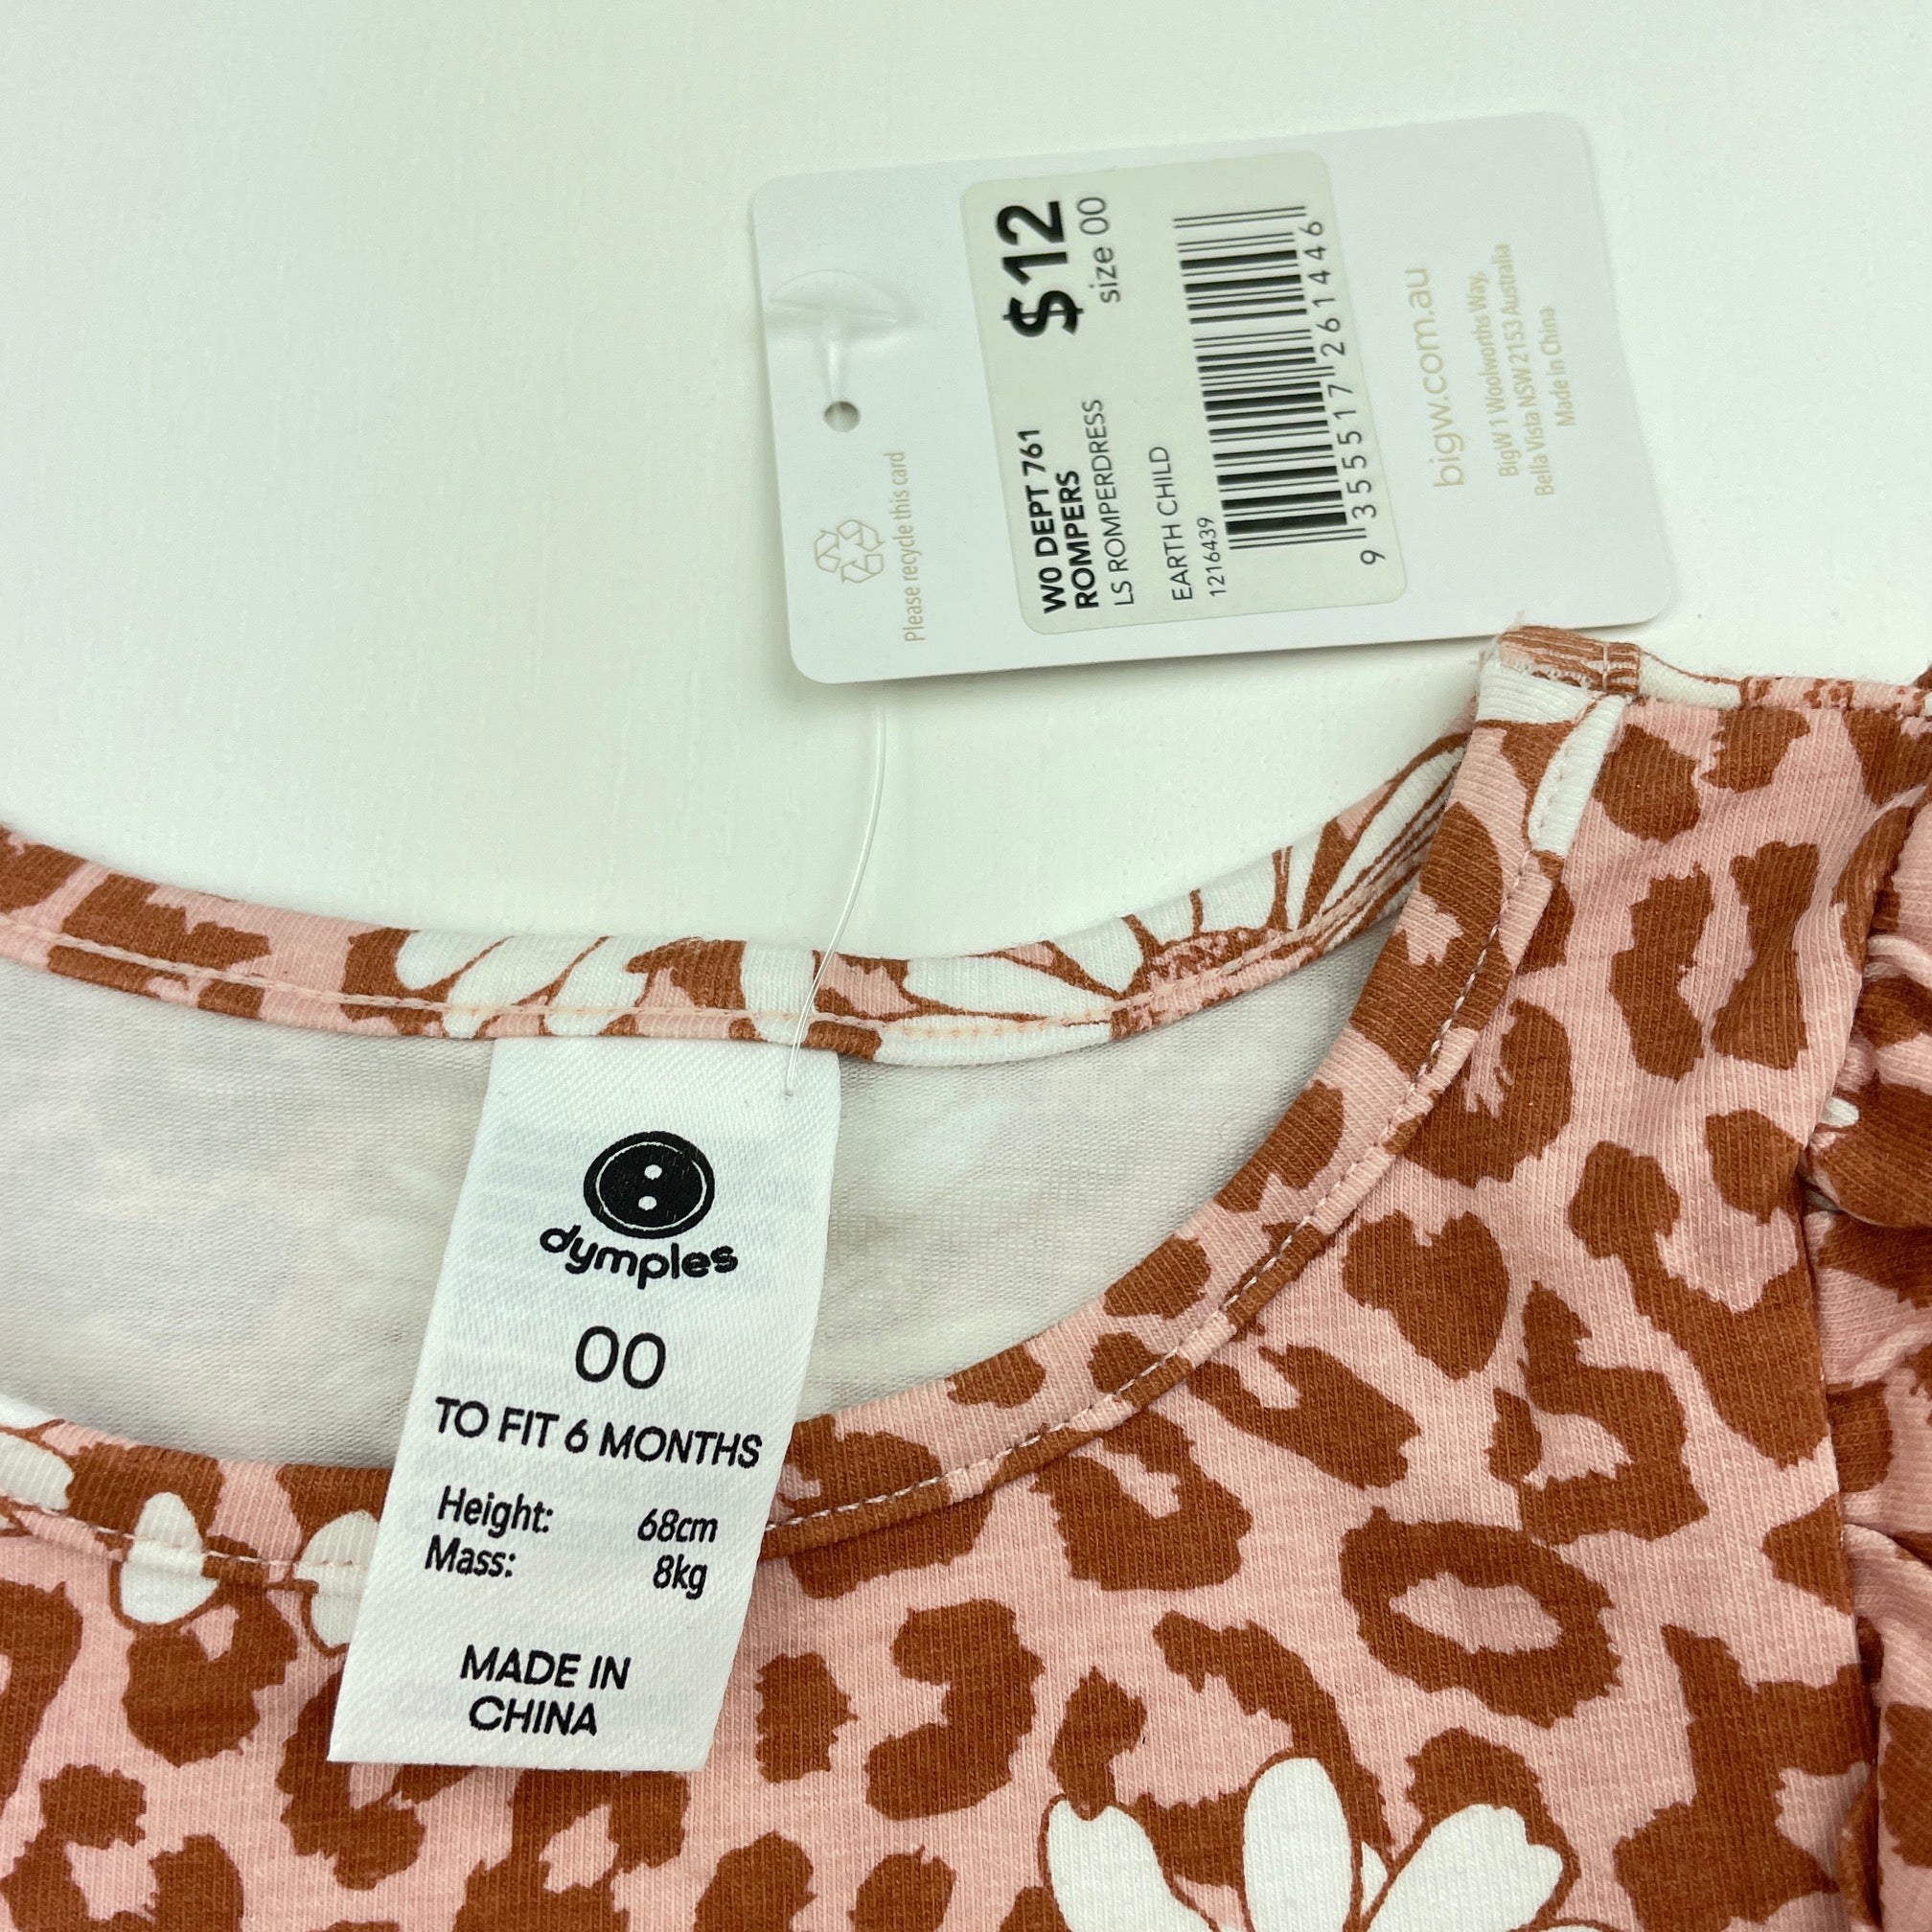 Please recycle this card
W0 DEPT 761
ROMPERS
$12
LS ROMPERDRESS
size 00
EARTH CHILD
1216439
9 355517 261446
bigw.com.au
BigW 1 Woolworths Way,
Bella Vista NSW 2153 Australia
Made in China
dymples
00
TO FIT 6 MONTHS
Height: 68cm
Mass: 8kg
MADE IN
CHINA